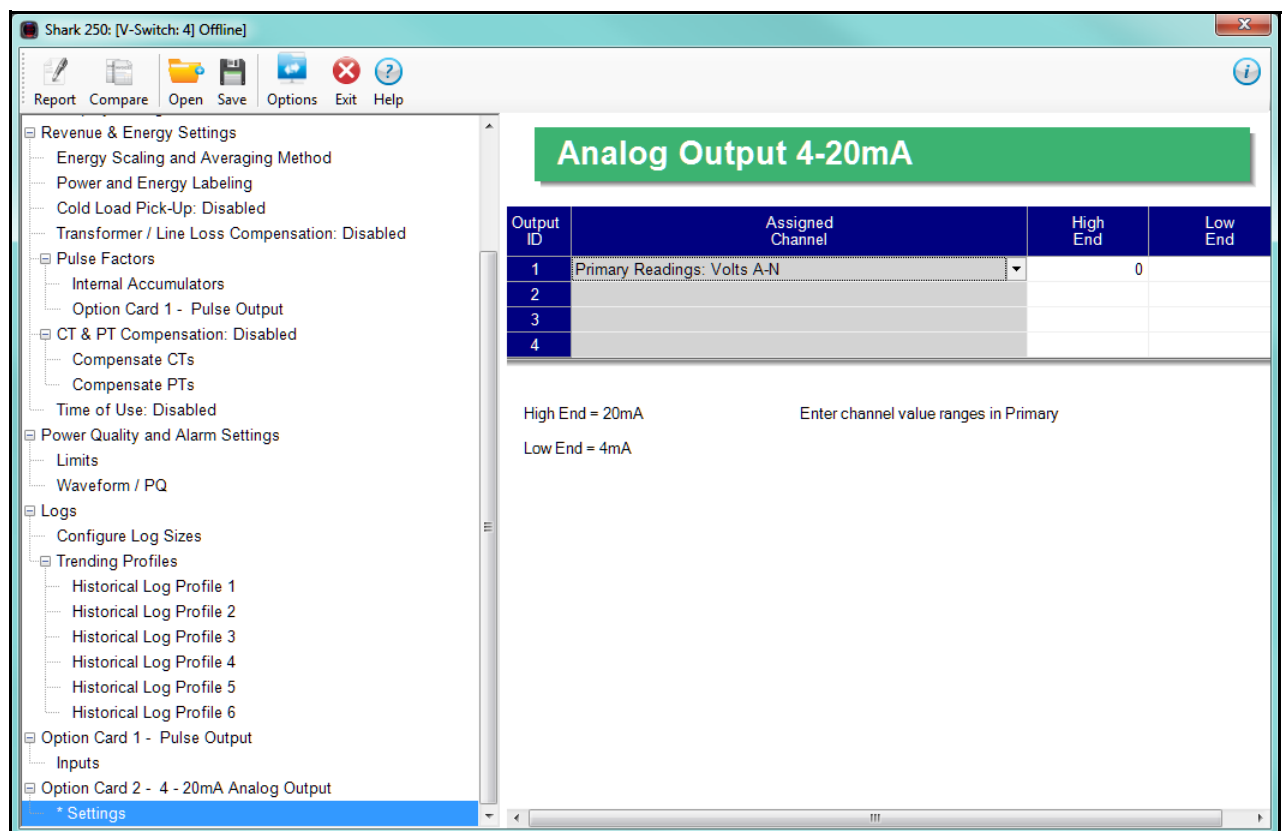 Shark 250: [V-Switch: 4] Offline]
Report Compare Open Save Options Exit Help
Revenue & Energy Settings
Energy Scaling and Averaging Method
Power and Energy Labeling
Cold Load Pick-Up: Disabled
Transformer / Line Loss Compensation: Disabled
Pulse Factors
Internal Accumulators
Option Card 1 - Pulse Output
CT & PT Compensation: Disabled
Compensate CTs
Compensate PTs
Time of Use: Disabled
Power Quality and Alarm Settings
Limits
Waveform / PQ
Logs
Configure Log Sizes
Trending Profiles
Historical Log Profile 1
Historical Log Profile 2
Historical Log Profile 3
Historical Log Profile 4
Historical Log Profile 5
Historical Log Profile 6
Option Card 1 - Pulse Output
Inputs
Option Card 2 - 4 - 20mA Analog Output
* Settings
Analog Output 4-20mA
Output ID Assigned Channel High End Low End
1 Primary Readings: Volts A-N 0
2
3
4
High End = 20mA Enter channel value ranges in Primary
Low End = 4mA